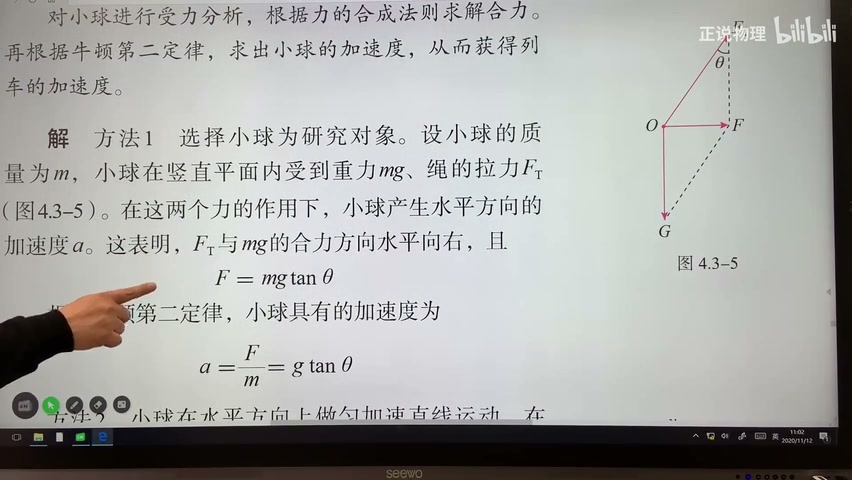 对小球进行受力分析，根据力的合成法则求解合力。
再根据牛顿第二定律，求出小球的加速度，从而获得列
车的加速度。
解 方法1 选择小球为研究对象。设小球的质
量为m，小球在竖直平面内受到重力mg、绳的拉力F_T
（图4.3–5）。在这两个力的作用下，小球产生水平方向的
加速度a。这表明，F_T与mg的合力方向水平向右，且
F = mg tan θ
第二定律，小球具有的加速度为
a = F/m = g tan θ
方法2 小球在水平方向上做匀加速直线运动，在
正说物理 bilibili
θ
O
F
G
图 4.3–5
英
11:02
2020/11/12
seewo